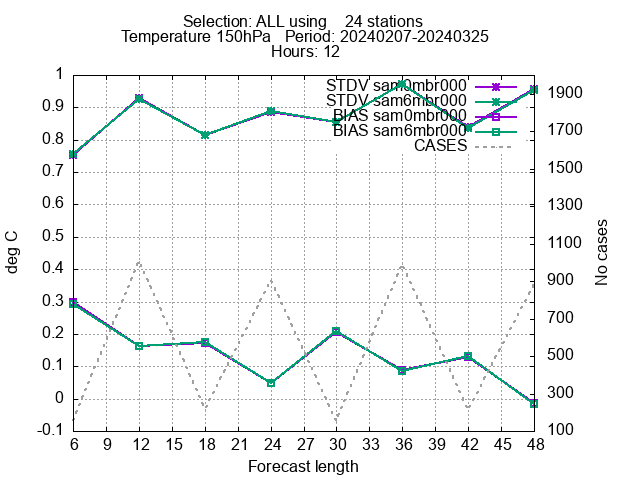 Selection: ALL using 24 stations
Temperature 150hPa Period: 20240207-20240325
Hours: 12
STDV sam0mbr000
STDV sam6mbr000
BIAS sam0mbr000
BIAS sam6mbr000
CASES
deg C
1
0.9
0.8
0.7
0.6
0.5
0.4
0.3
0.2
0.1
0
-0.1
No cases
1900
1700
1500
1300
1100
900
700
500
300
100
6 9 12 15 18 21 24 27 30 33 36 39 42 45 48
Forecast length